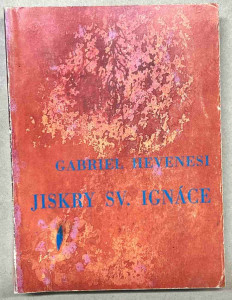 GABRIEL HEVENESI
JISKRY SV. IGNÁCE